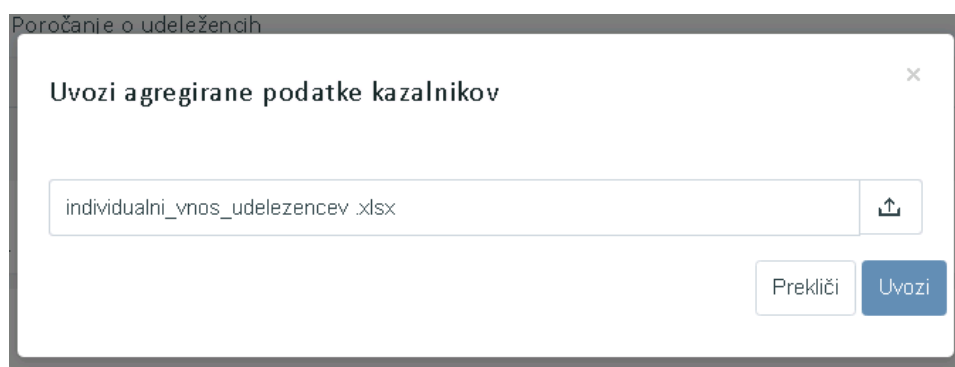 Poročanje o udeležencih
Uvozi agregirane podatke kazalnikov
×
individualni_vnos_udelezencev .xlsx
Prekliči Uvozi